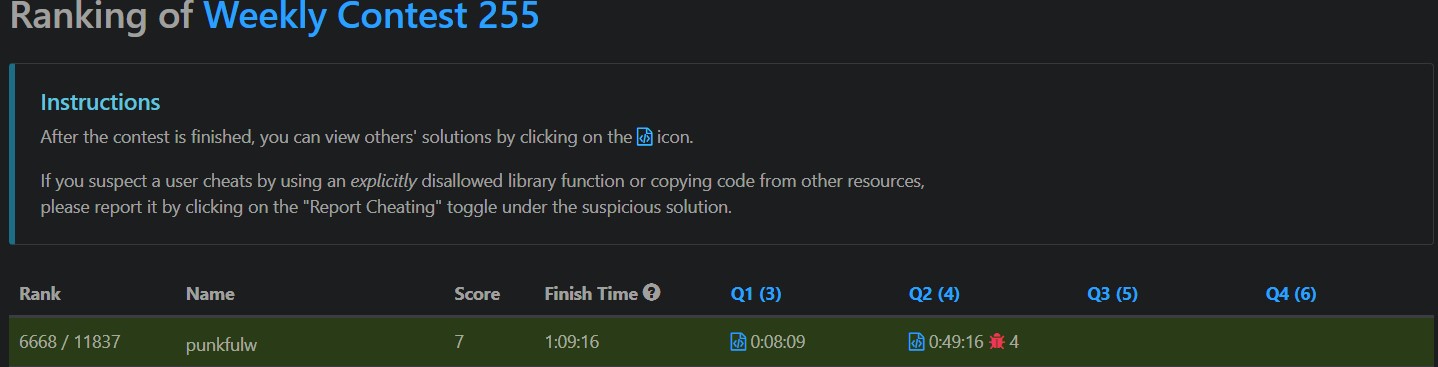 Ranking of Weekly Contest 255
Instructions
After the contest is finished, you can view others' solutions by clicking on the icon.
If you suspect a user cheats by using an explicitly disallowed library function or copying code from other resources,
please report it by clicking on the "Report Cheating" toggle under the suspicious solution.
Rank Name Score Finish Time Q1 (3) Q2 (4) Q3 (5) Q4 (6)
6668 / 11837 punkfulw 7 1:09:16 0:08:09 0:49:16 4